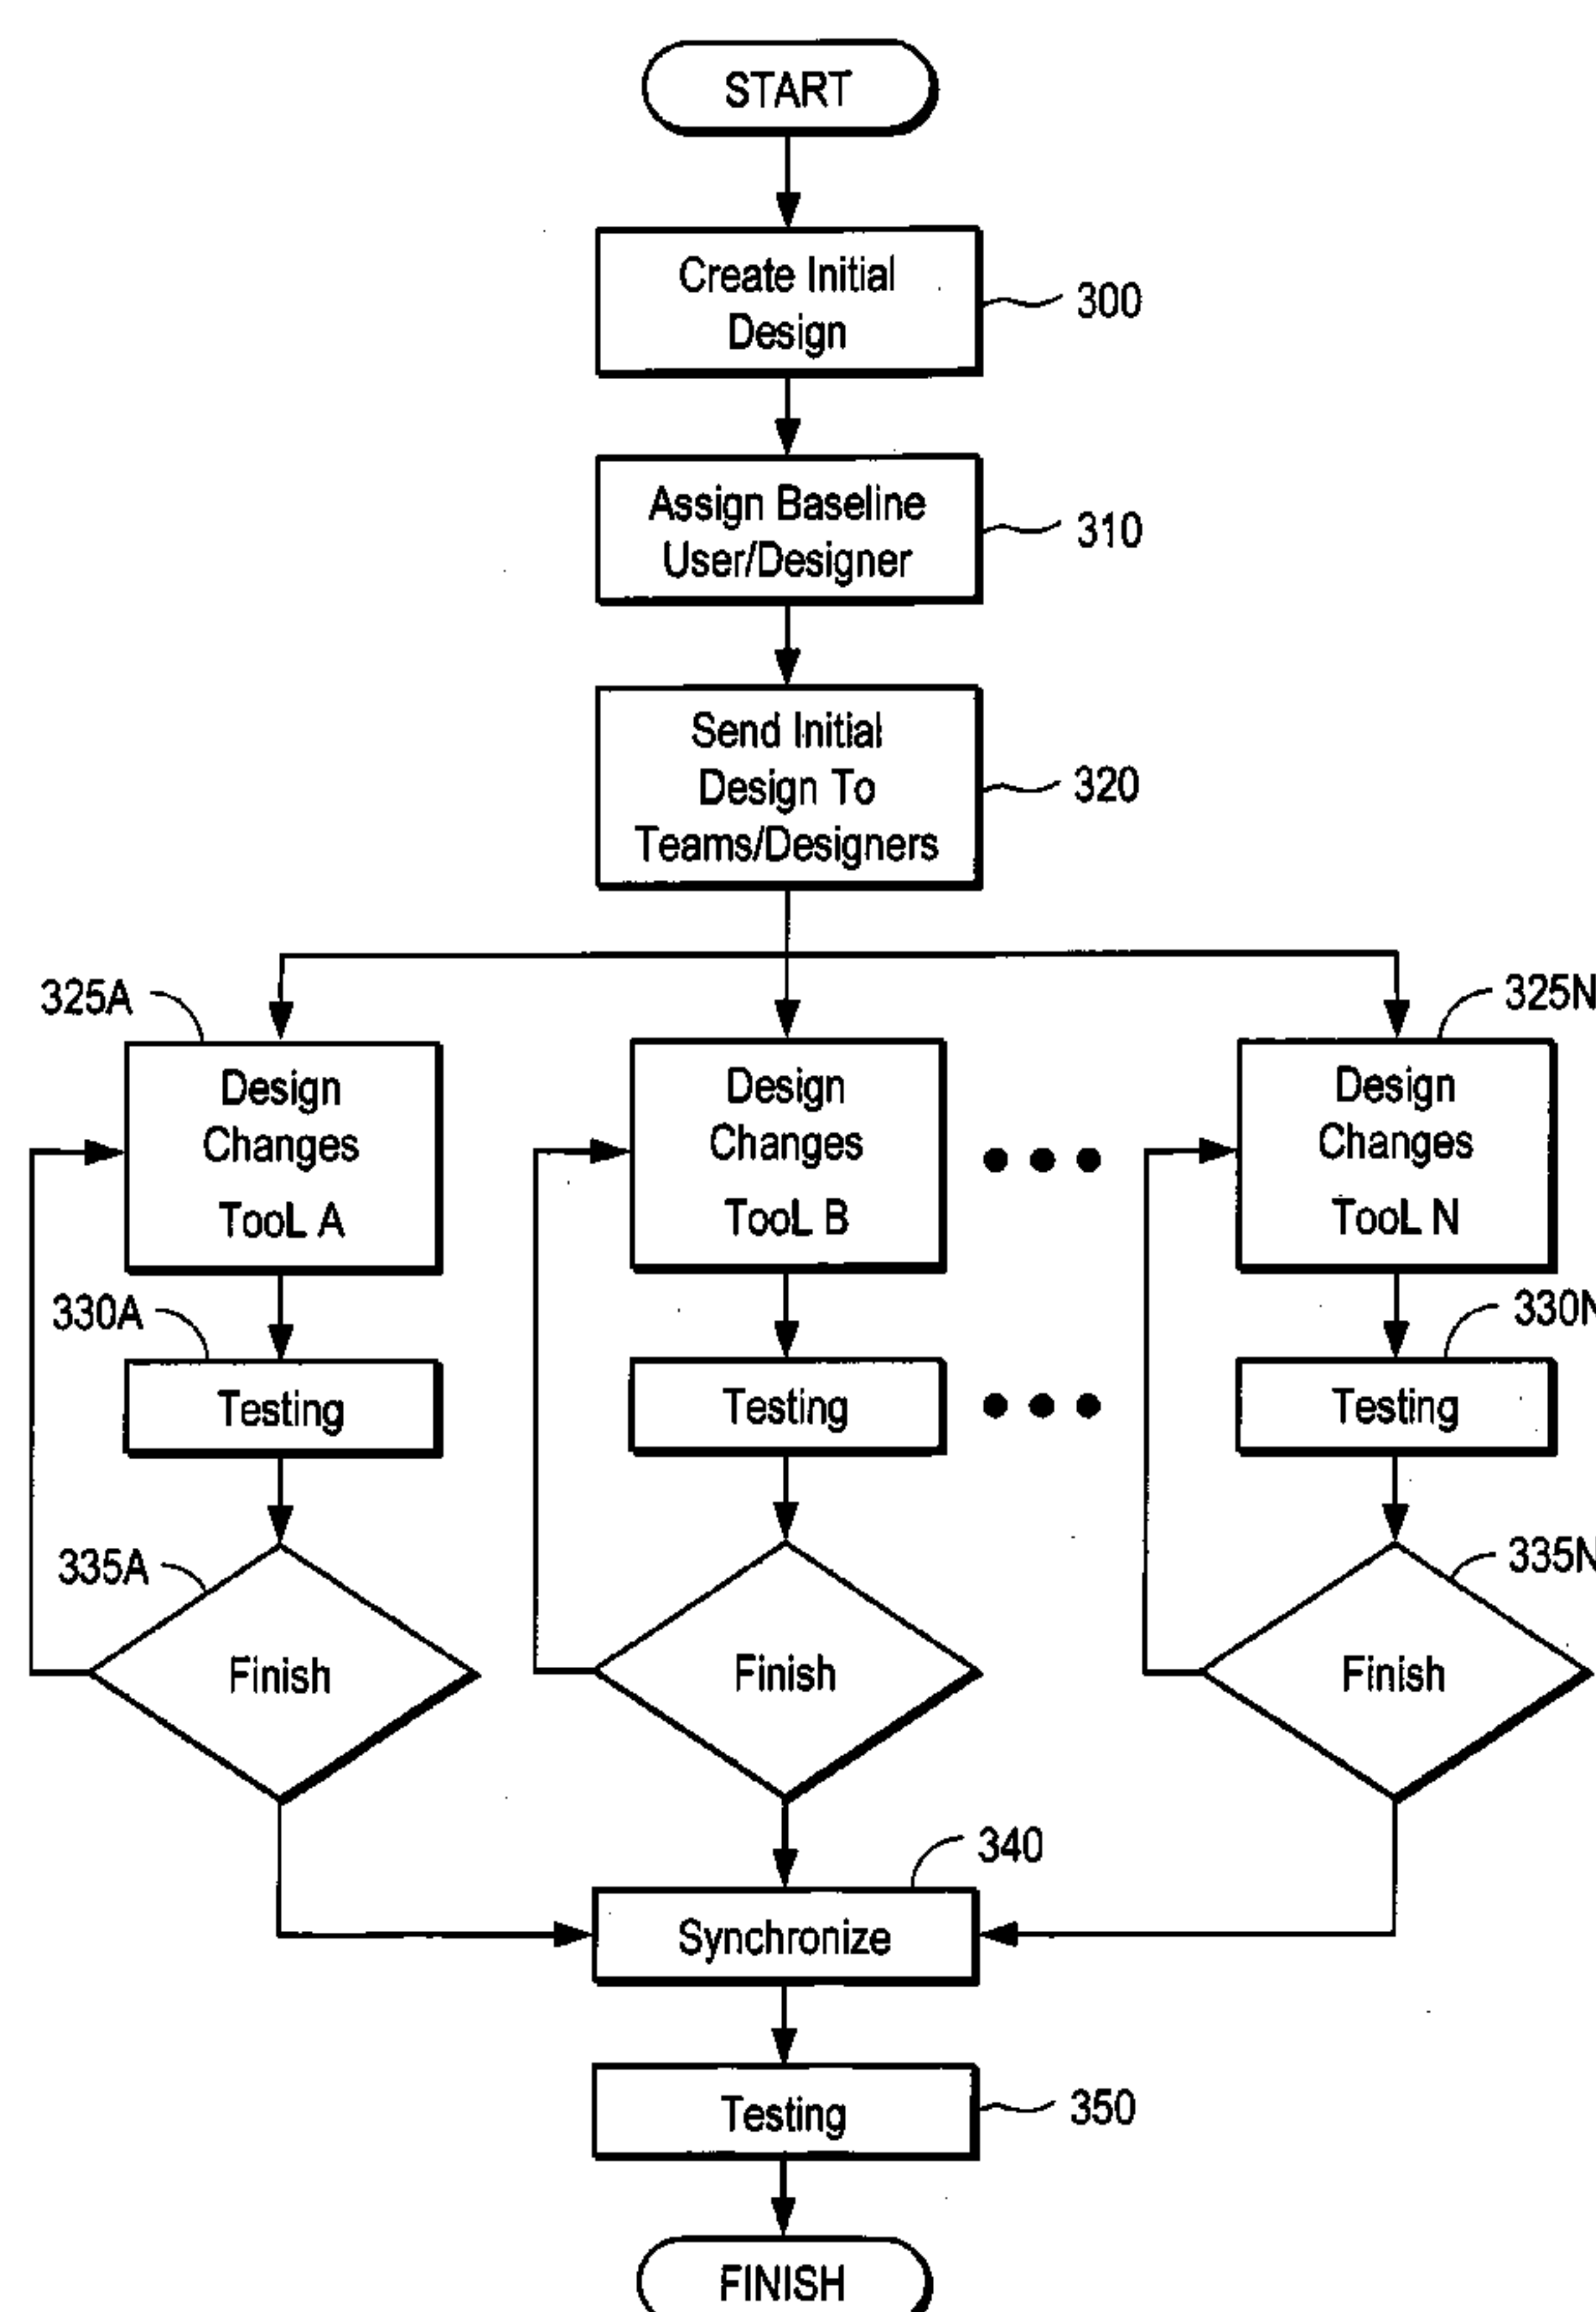 START
Create Initial
Design
300
Assign Baseline
User/Designer
310
Send Initial
Design To
Teams/Designers
320
325A
325N
Design
Changes
TooL A
Design
Changes
TooL B
Design
Changes
TooL N
330A
330N
Testing
Testing
Testing
335A
335N
Finish
Finish
Finish
340
Synchronize
Testing
350
FINISH